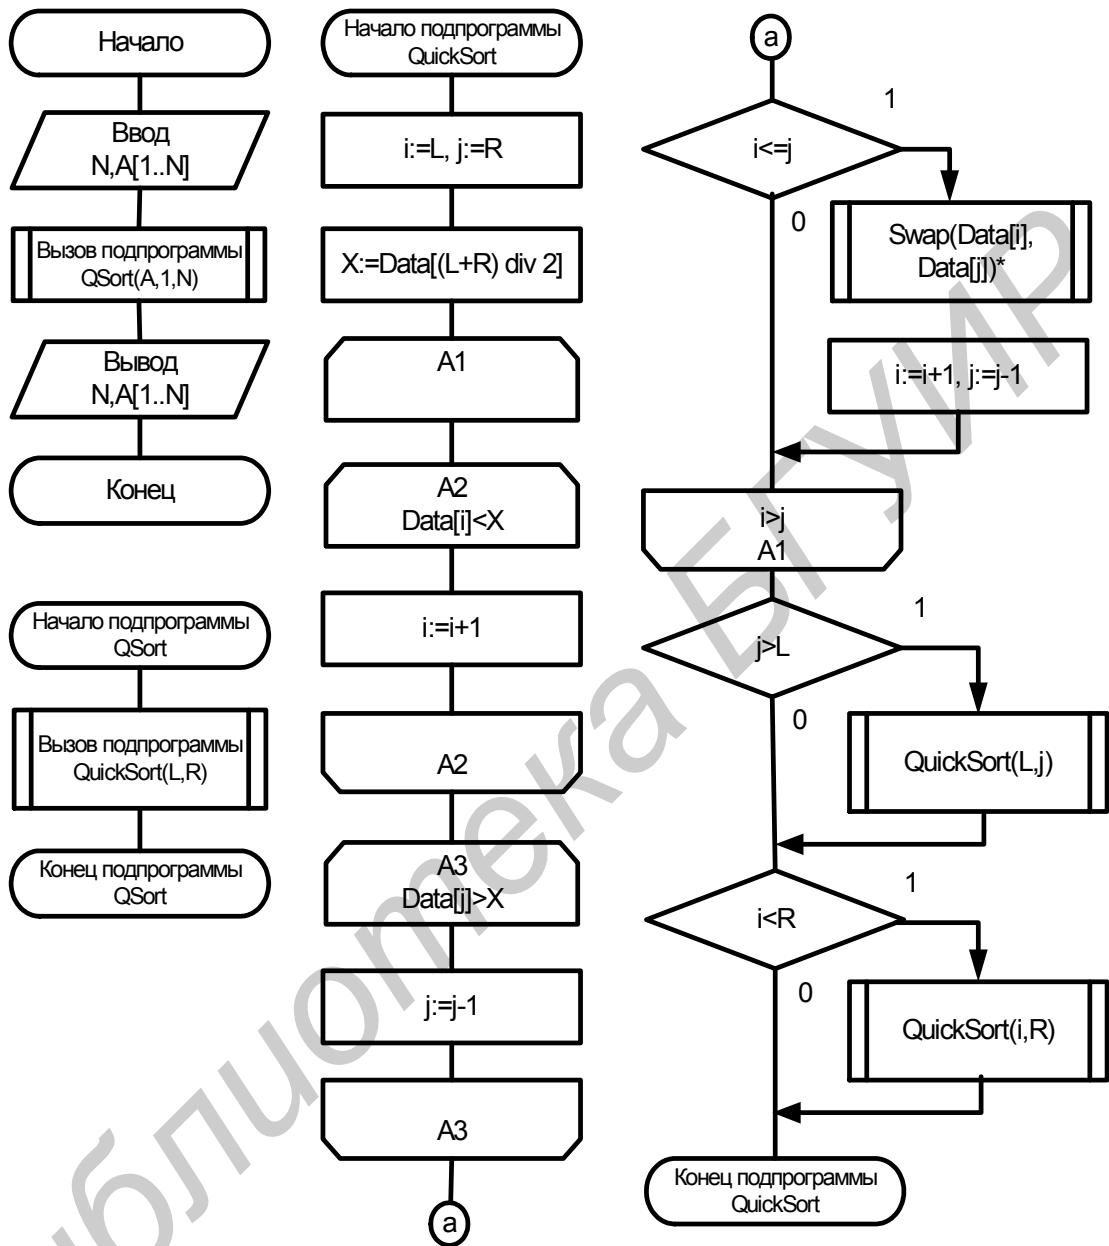 Начало
Ввод
N,A[1..N]
Вызов подпрограммы
QSort(A,1,N)
Вывод
N,A[1..N]
Конец
Начало подпрограммы
QSort
Вызов подпрограммы
QuickSort(L,R)
Конец подпрограммы
QSort
Начало подпрограммы
QuickSort
i:=L, j:=R
X:=Data[(L+R) div 2]
A1
A2
Data[i]<X
i:=i+1
A2
A3
Data[j]>X
j:=j-1
A3
a
a
i<=j
1
0
Swap(Data[i],
Data[j])*
i:=i+1, j:=j-1
i>j
A1
j>L
1
0
QuickSort(L,j)
i<R
1
0
QuickSort(i,R)
Конец подпрограммы
QuickSort
блиотека БГУИР